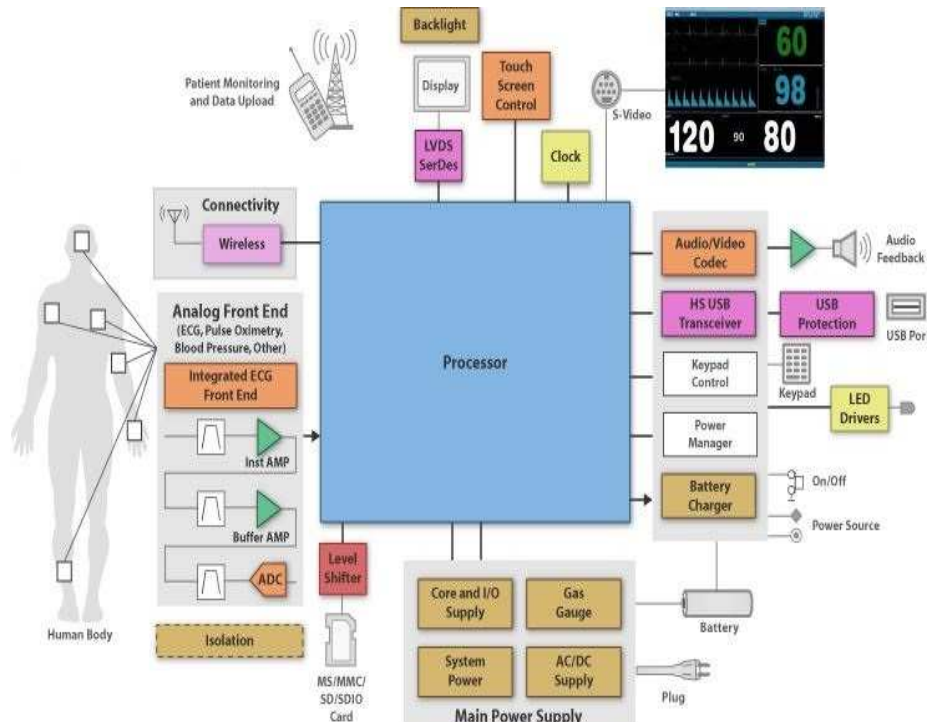 Backlight
Patient Monitoring
and Data Upload
Display
Touch
Screen
Control
S-Video
60
98
120 90 80
LVDS
SerDes
Clock
Connectivity
Wireless
Analog Front End
(ECG, Pulse Oximetry,
Blood Pressure, Other)
Integrated ECG
Front End
Inst AMP
Buffer AMP
ADC
Isolation
Human Body
Processor
Audio/Video
Codec
Audio
Feedback
HS USB
Transceiver
USB
Protection
USB Por
Keypad
Control
Keypad
LED
Drivers
Power
Manager
Battery
Charger
On/Off
Power Source
Level
Shifter
MS/MMC/
SD/SDIO
Card
Core and I/O
Supply
Gas
Gauge
Battery
System
Power
AC/DC
Supply
Plug
Main Power Supply